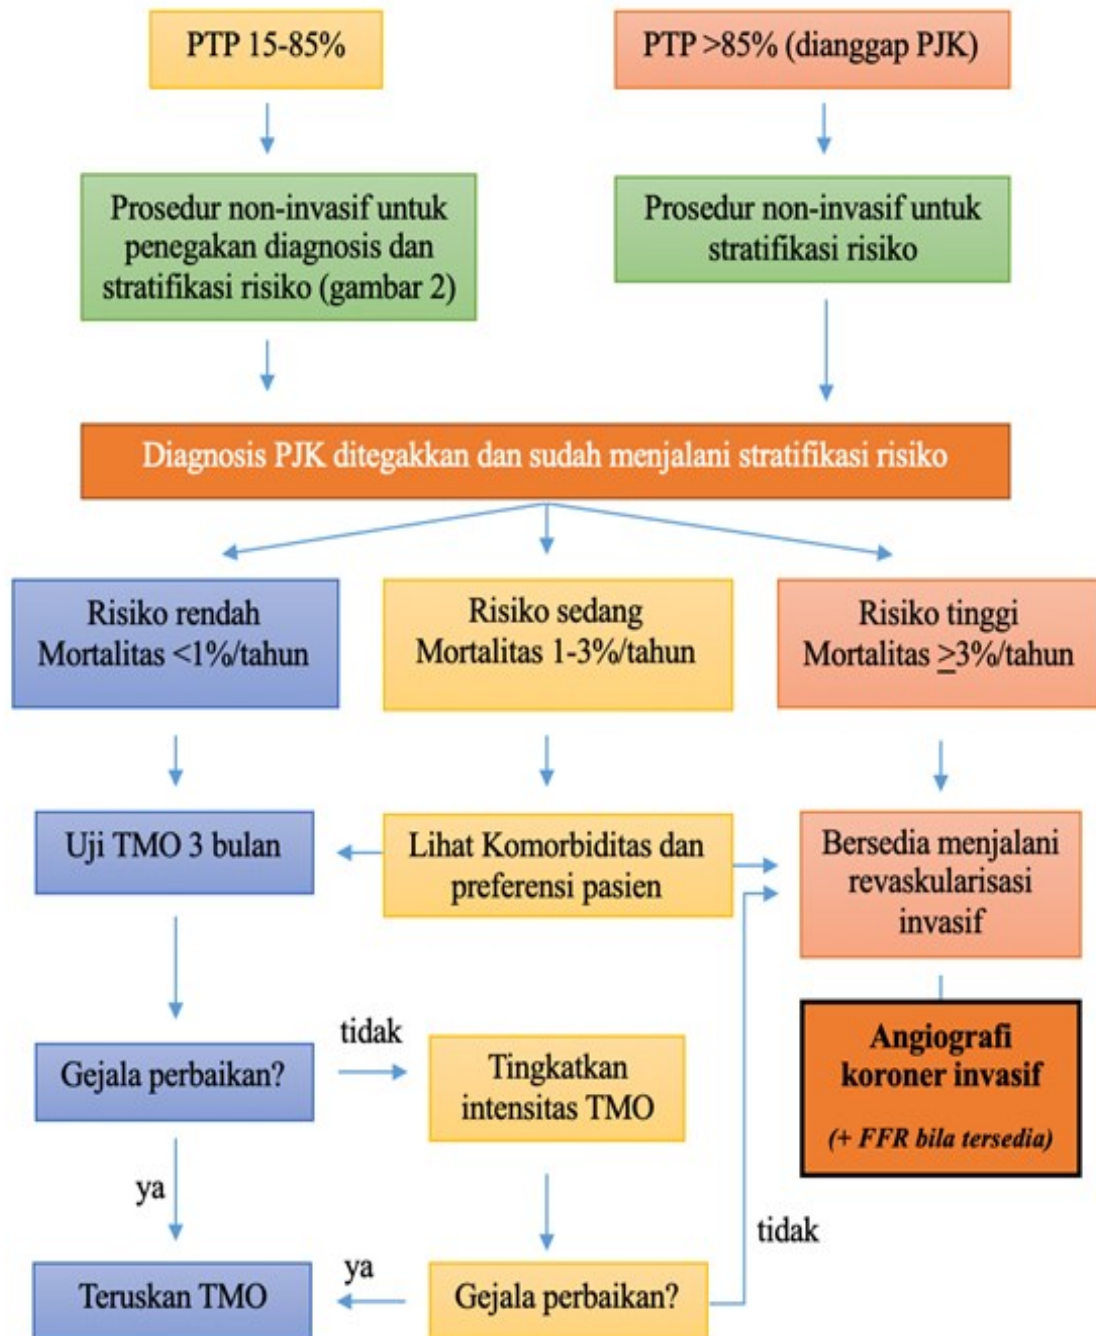 PTP 15-85%
PTP >85% (dianggap PJK)
Prosedur non-invasif untuk
penegakan diagnosis dan
stratifikasi risiko (gambar 2)
Prosedur non-invasif untuk
stratifikasi risiko
Diagnosis PJK ditegakkan dan sudah menjalani stratifikasi risiko
Risiko rendah
Mortalitas <1%/tahun
Risiko sedang
Mortalitas 1-3%/tahun
Risiko tinggi
Mortalitas ≥3%/tahun
Uji TMO 3 bulan
Lihat Komorbiditas dan
preferensi pasien
Bersedia menjalani
revaskularisasi
invasif
Gejala perbaikan?
tidak
Tingkatkan
intensitas TMO
Angiografi
koroner invasif
(+ FFR bila tersedia)
ya
tidak
Teruskan TMO
ya
Gejala perbaikan?